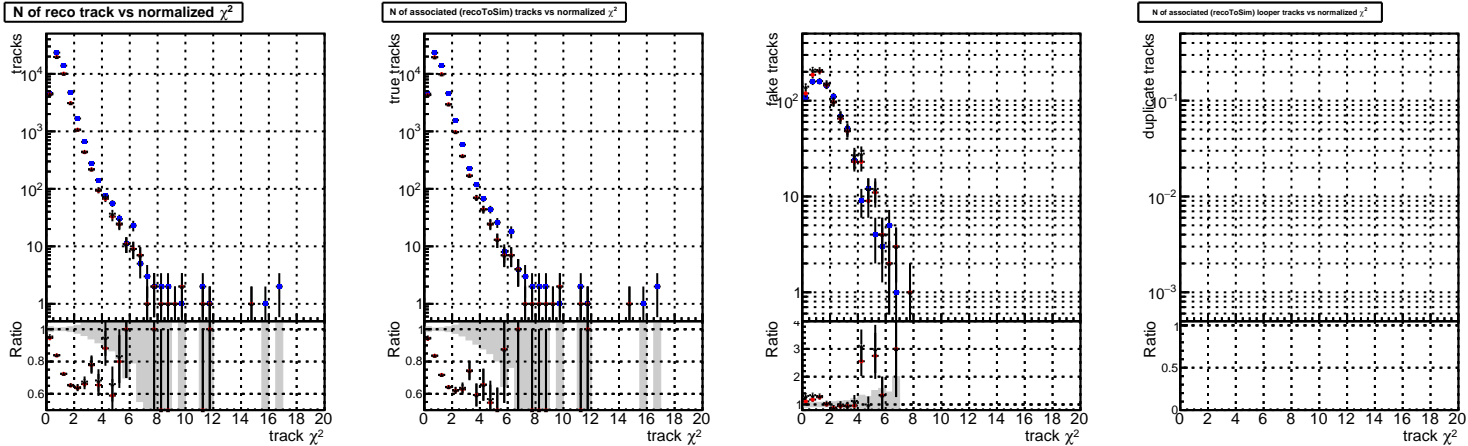 N of reco track vs normalized χ²
tracks
10⁴
10³
10²
10
1
Ratio
1
0.8
0.6
0 2 4 6 8 10 12 14 16 18 20
track χ²
N of associated (recoToSim) tracks vs normalized χ²
true tracks
10⁴
10³
10²
10
1
Ratio
1
0.8
0.6
0 2 4 6 8 10 12 14 16 18 20
track χ²
fake tracks
10²
10
1
Ratio
4
3
2
1
0 2 4 6 8 10 12 14 16 18 20
track χ²
N of associated (recoToSim) looper tracks vs normalized χ²
duplicate tracks
10⁻¹
10⁻²
10⁻³
Ratio
1
0.5
0
0 2 4 6 8 10 12 14 16 18 20
track χ²